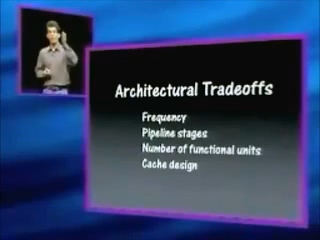 Architectural Tradeoffs
Frequency
Pipeline stages
Number of functional units
Cache design